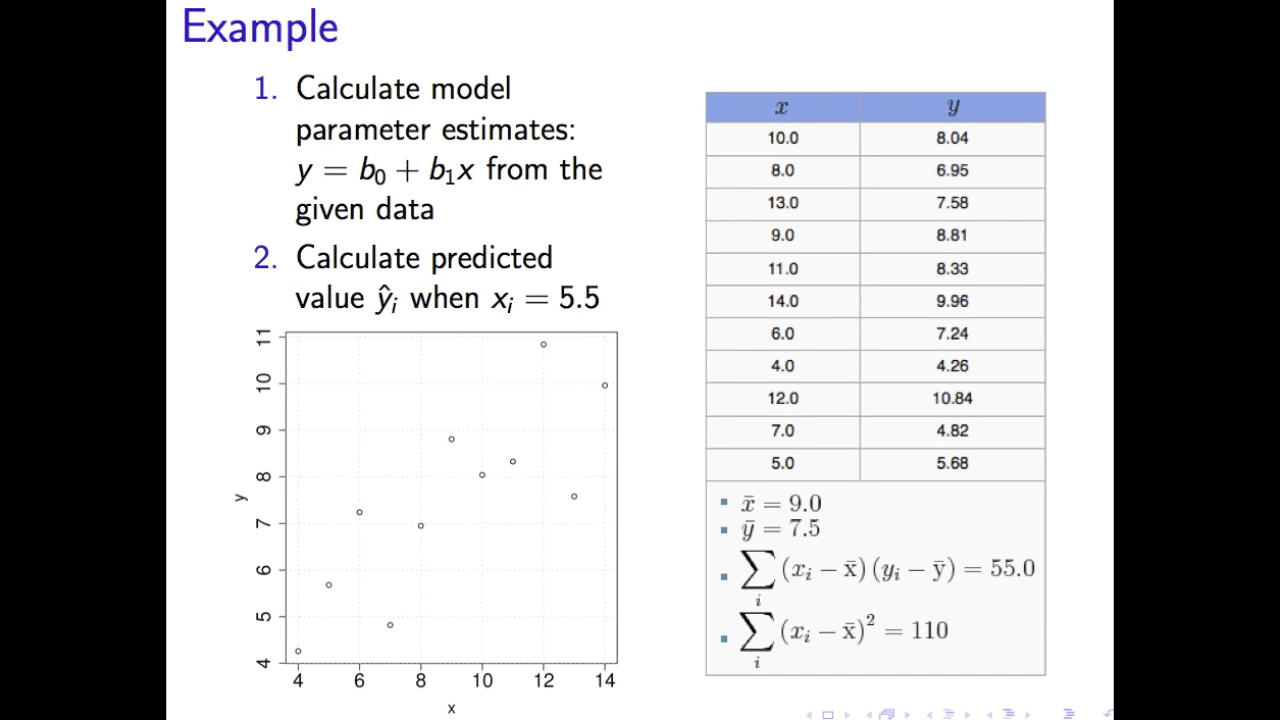 Example
1. Calculate model
parameter estimates:
y = b₀ + b₁x from the
given data
2. Calculate predicted
value ŷᵢ when xᵢ = 5.5
11
10
9
8
7
6
5
4
y
4 6 8 10 12 14
x
x y
10.0 8.04
8.0 6.95
13.0 7.58
9.0 8.81
11.0 8.33
14.0 9.96
6.0 7.24
4.0 4.26
12.0 10.84
7.0 4.82
5.0 5.68
x̄ = 9.0
ȳ = 7.5
∑ᵢ (xᵢ − x̄) (yᵢ − ȳ) = 55.0
∑ᵢ (xᵢ − x̄)² = 110